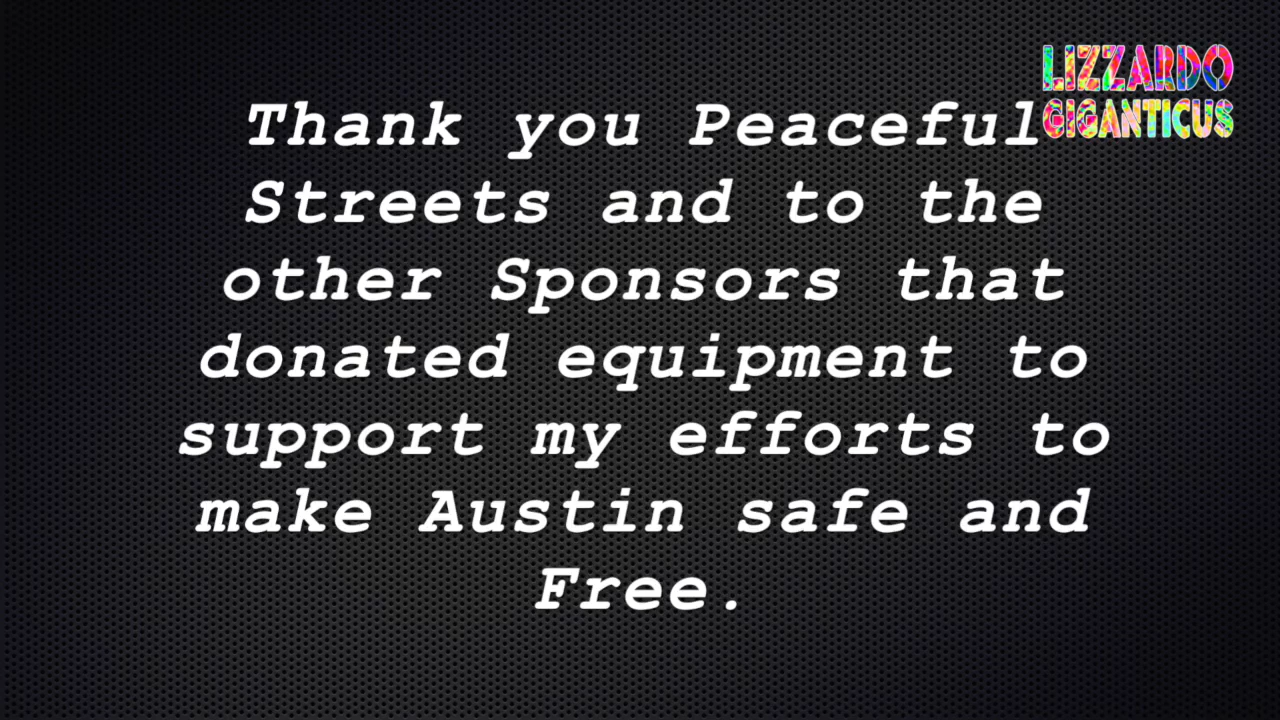 LIZZARDO
GIGANTICUS
Thank you Peaceful
Streets and to the
other Sponsors that
donated equipment to
support my efforts to
make Austin safe and
Free.